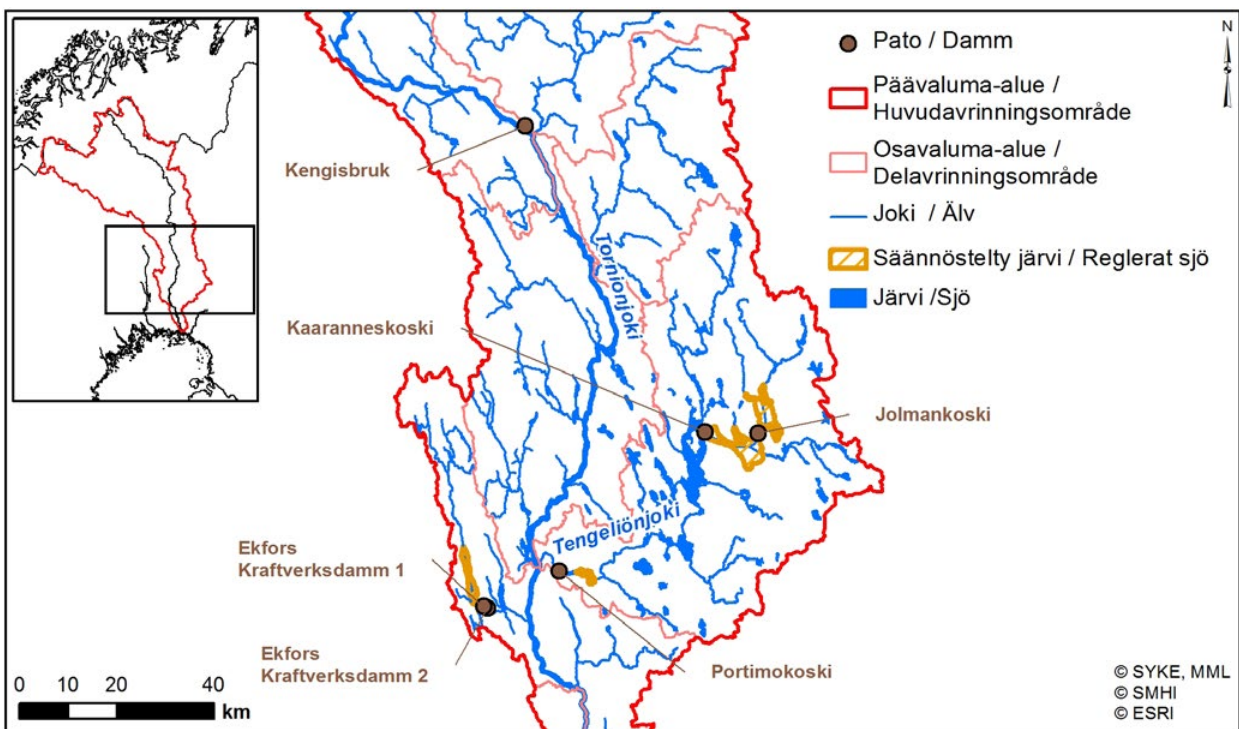 N
Pato / Damm
Päävaluma-alue /
Huvudavrinningsområde
Osavaluma-alue /
Delavrinningsområde
Joki / Älv
Säännöstelty järvi / Reglerat sjö
Järvi /Sjö
Kengisbruk
Tornionjoki
Kaaranneskoski
Jolmankoski
Tengeliönjoki
Ekfors
Kraftverksdamm 1
Ekfors
Kraftverksdamm 2
Portimokoski
0 10 20 40
km
© SYKE, MML
© SMHI
© ESRI